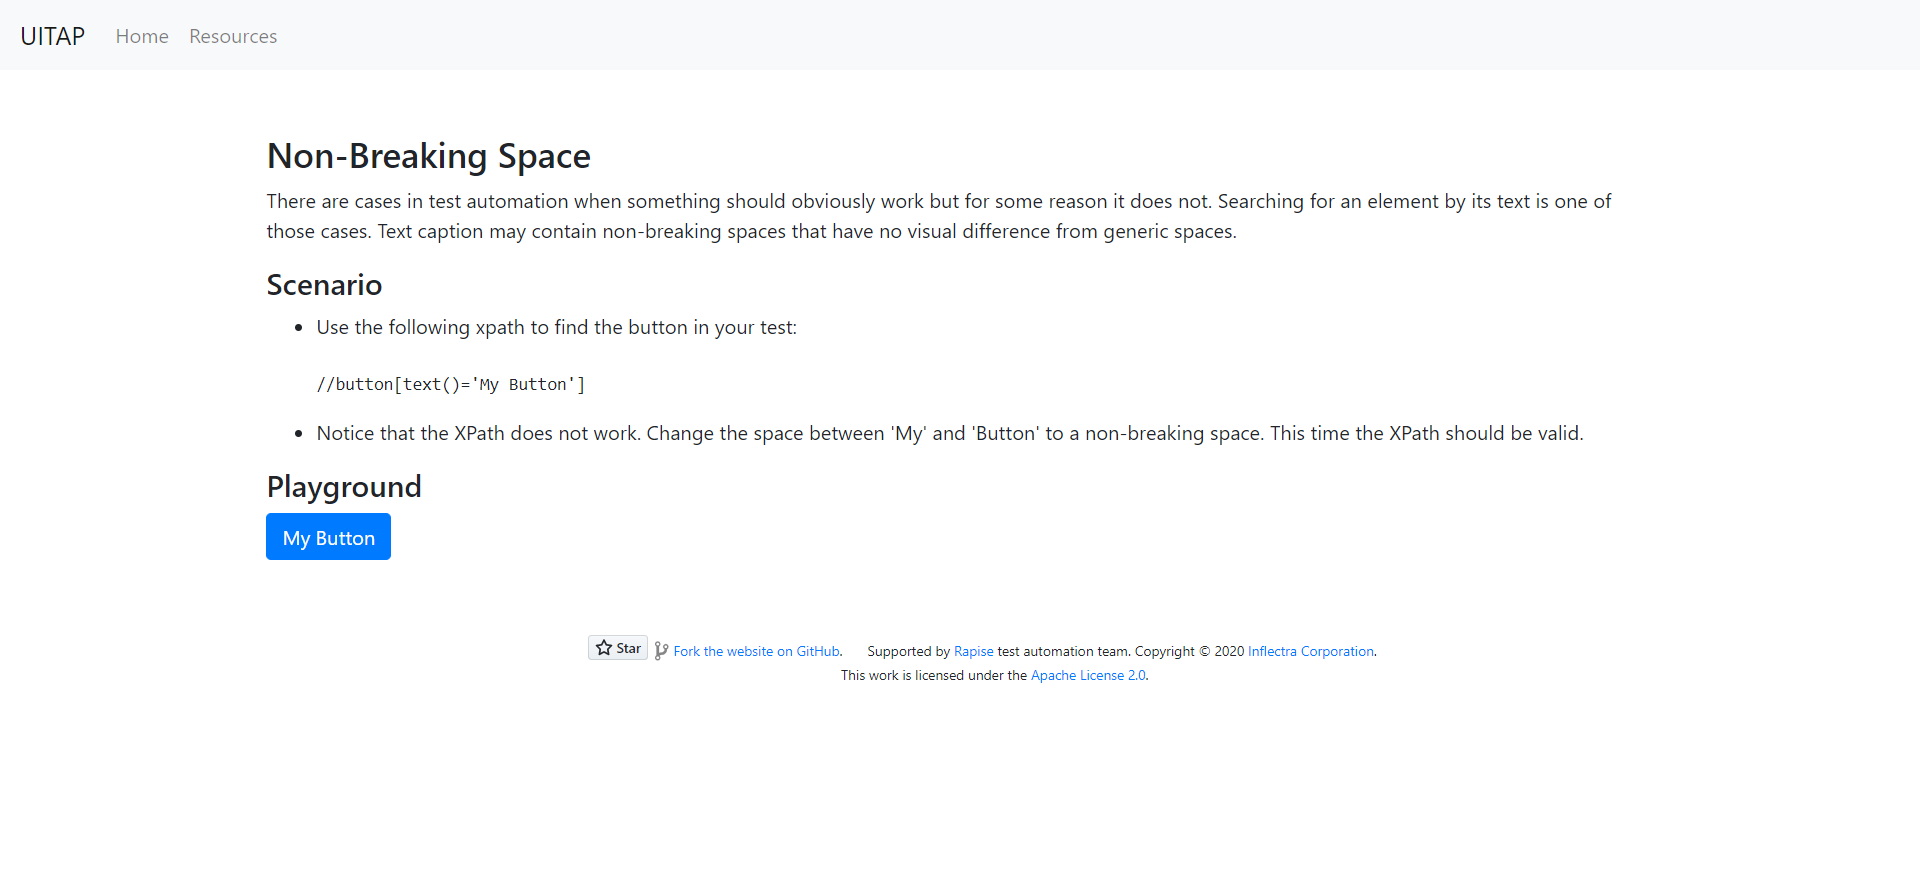 UITAP Home Resources
Non-Breaking Space
There are cases in test automation when something should obviously work but for some reason it does not. Searching for an element by its text is one of
those cases. Text caption may contain non-breaking spaces that have no visual difference from generic spaces.
Scenario
Use the following xpath to find the button in your test:
//button[text()='My Button']
Notice that the XPath does not work. Change the space between 'My' and 'Button' to a non-breaking space. This time the XPath should be valid.
Playground
My Button
Star Fork the website on GitHub. Supported by Rapise test automation team. Copyright © 2020 Inflectra Corporation.
This work is licensed under the Apache License 2.0.